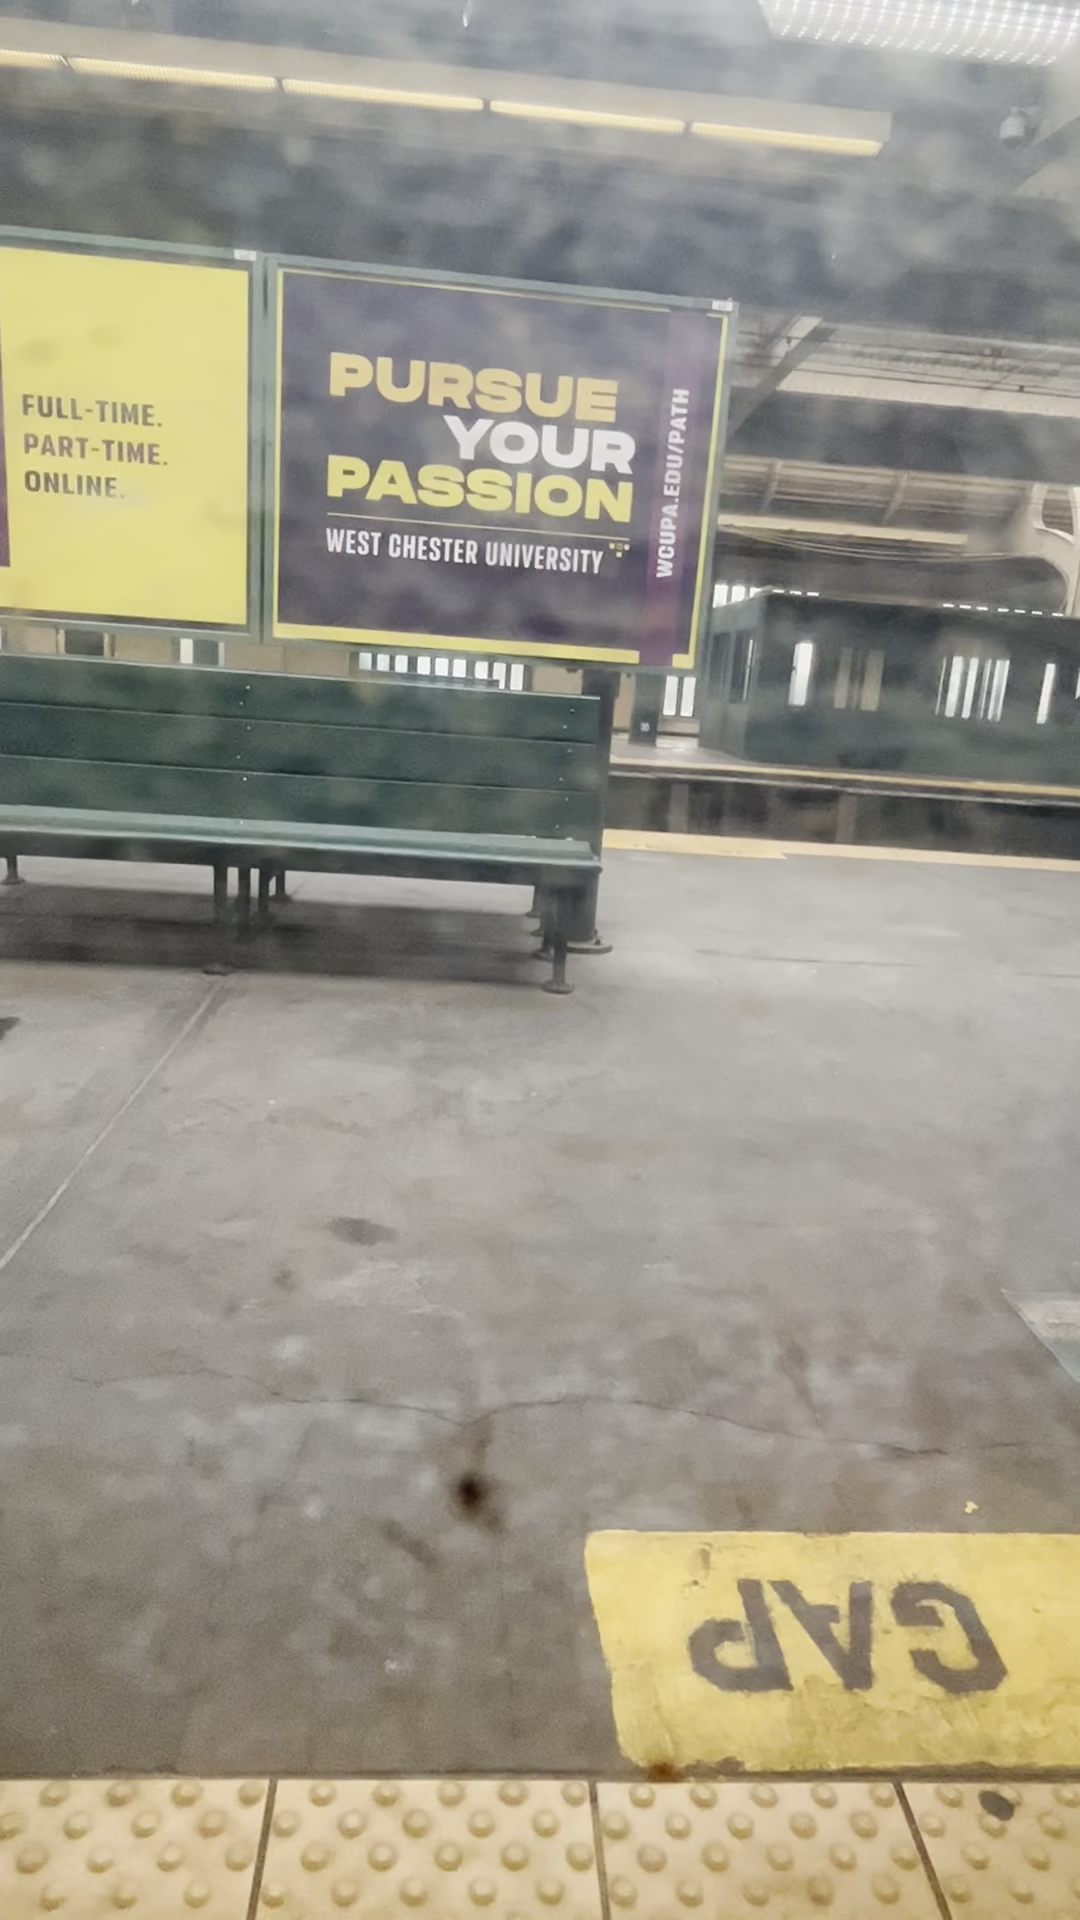 FULL-TIME.
PART-TIME.
ONLINE.
PURSUE
YOUR
PASSION
WEST CHESTER UNIVERSITY
WCUPA.EDU/PATH
GAP